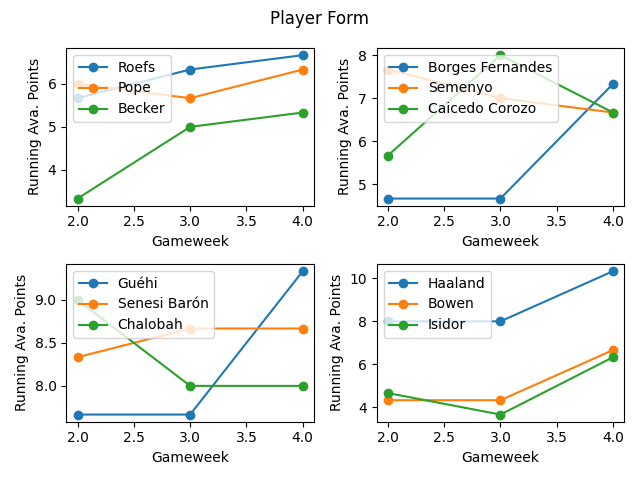 Player Form
Running Ava. Points
6
5
4
Roefs
Pope
Becker
2.0 2.5 3.0 3.5 4.0
Gameweek
Running Ava. Points
8
7
6
5
Borges Fernandes
Semenyo
Caicedo Corozo
2.0 2.5 3.0 3.5 4.0
Gameweek
Running Ava. Points
9.0
8.5
8.0
Guéhi
Senesi Barón
Chalobah
2.0 2.5 3.0 3.5 4.0
Gameweek
Running Ava. Points
10
8
6
4
Haaland
Bowen
Isidor
2.0 2.5 3.0 3.5 4.0
Gameweek